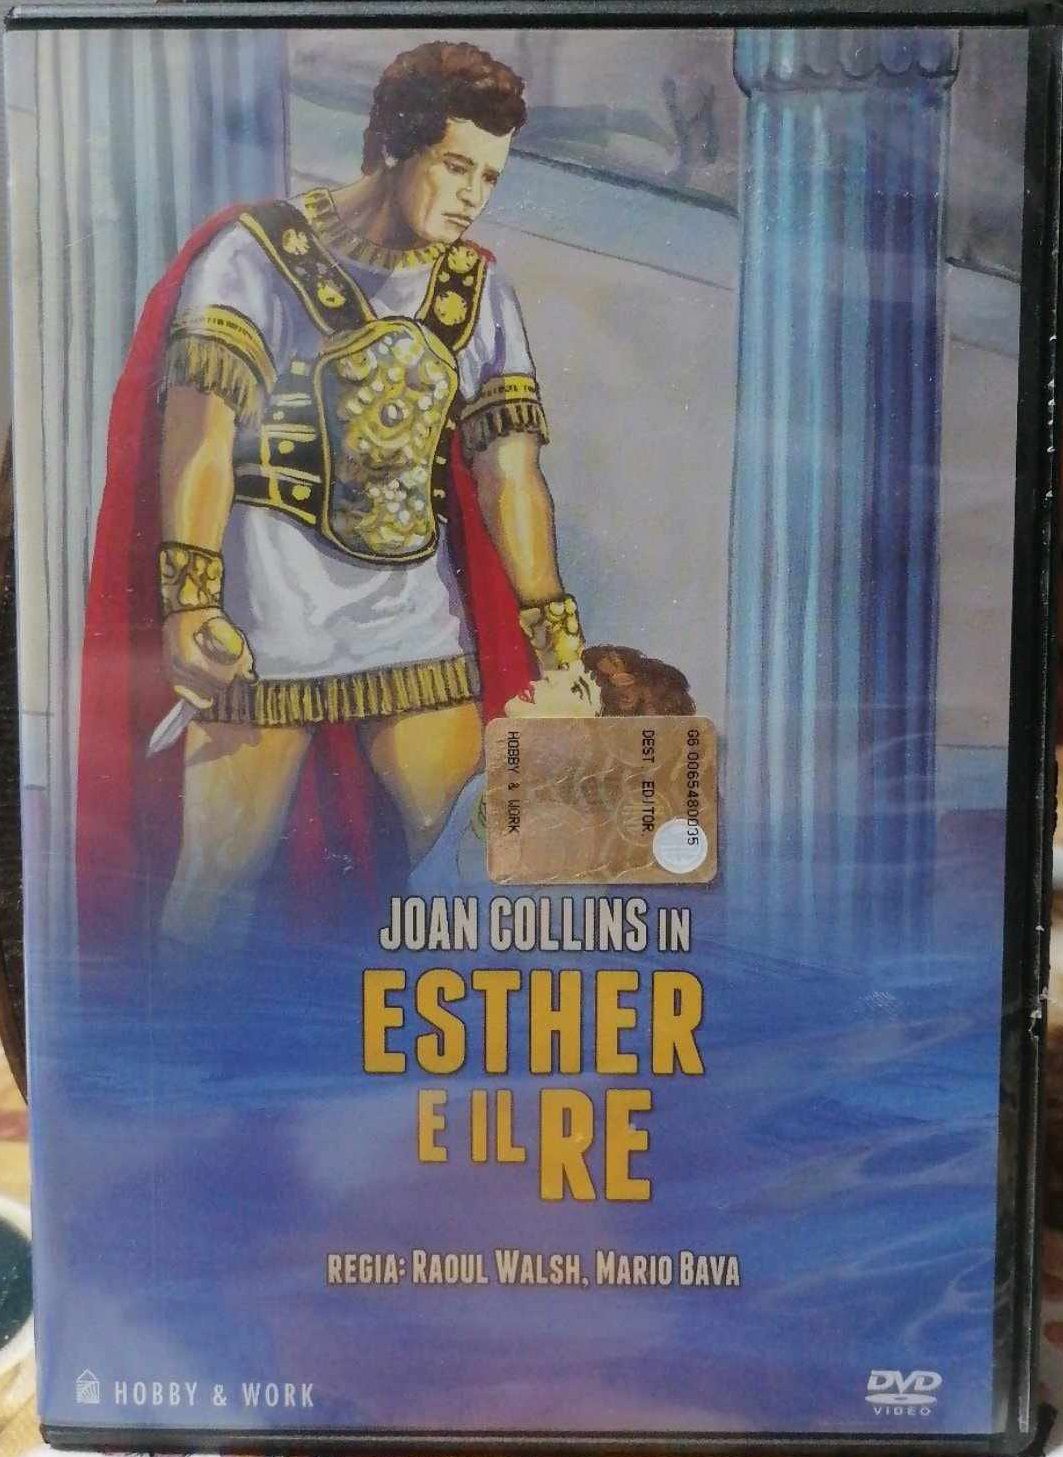 G6 006548D035
DEST. EDITOR.
HOBBY & WORK
JOAN COLLINS IN
ESTHER
E IL RE
REGIA: RAOUL WALSH, MARIO BAVA
HOBBY & WORK
DVD
VIDEO